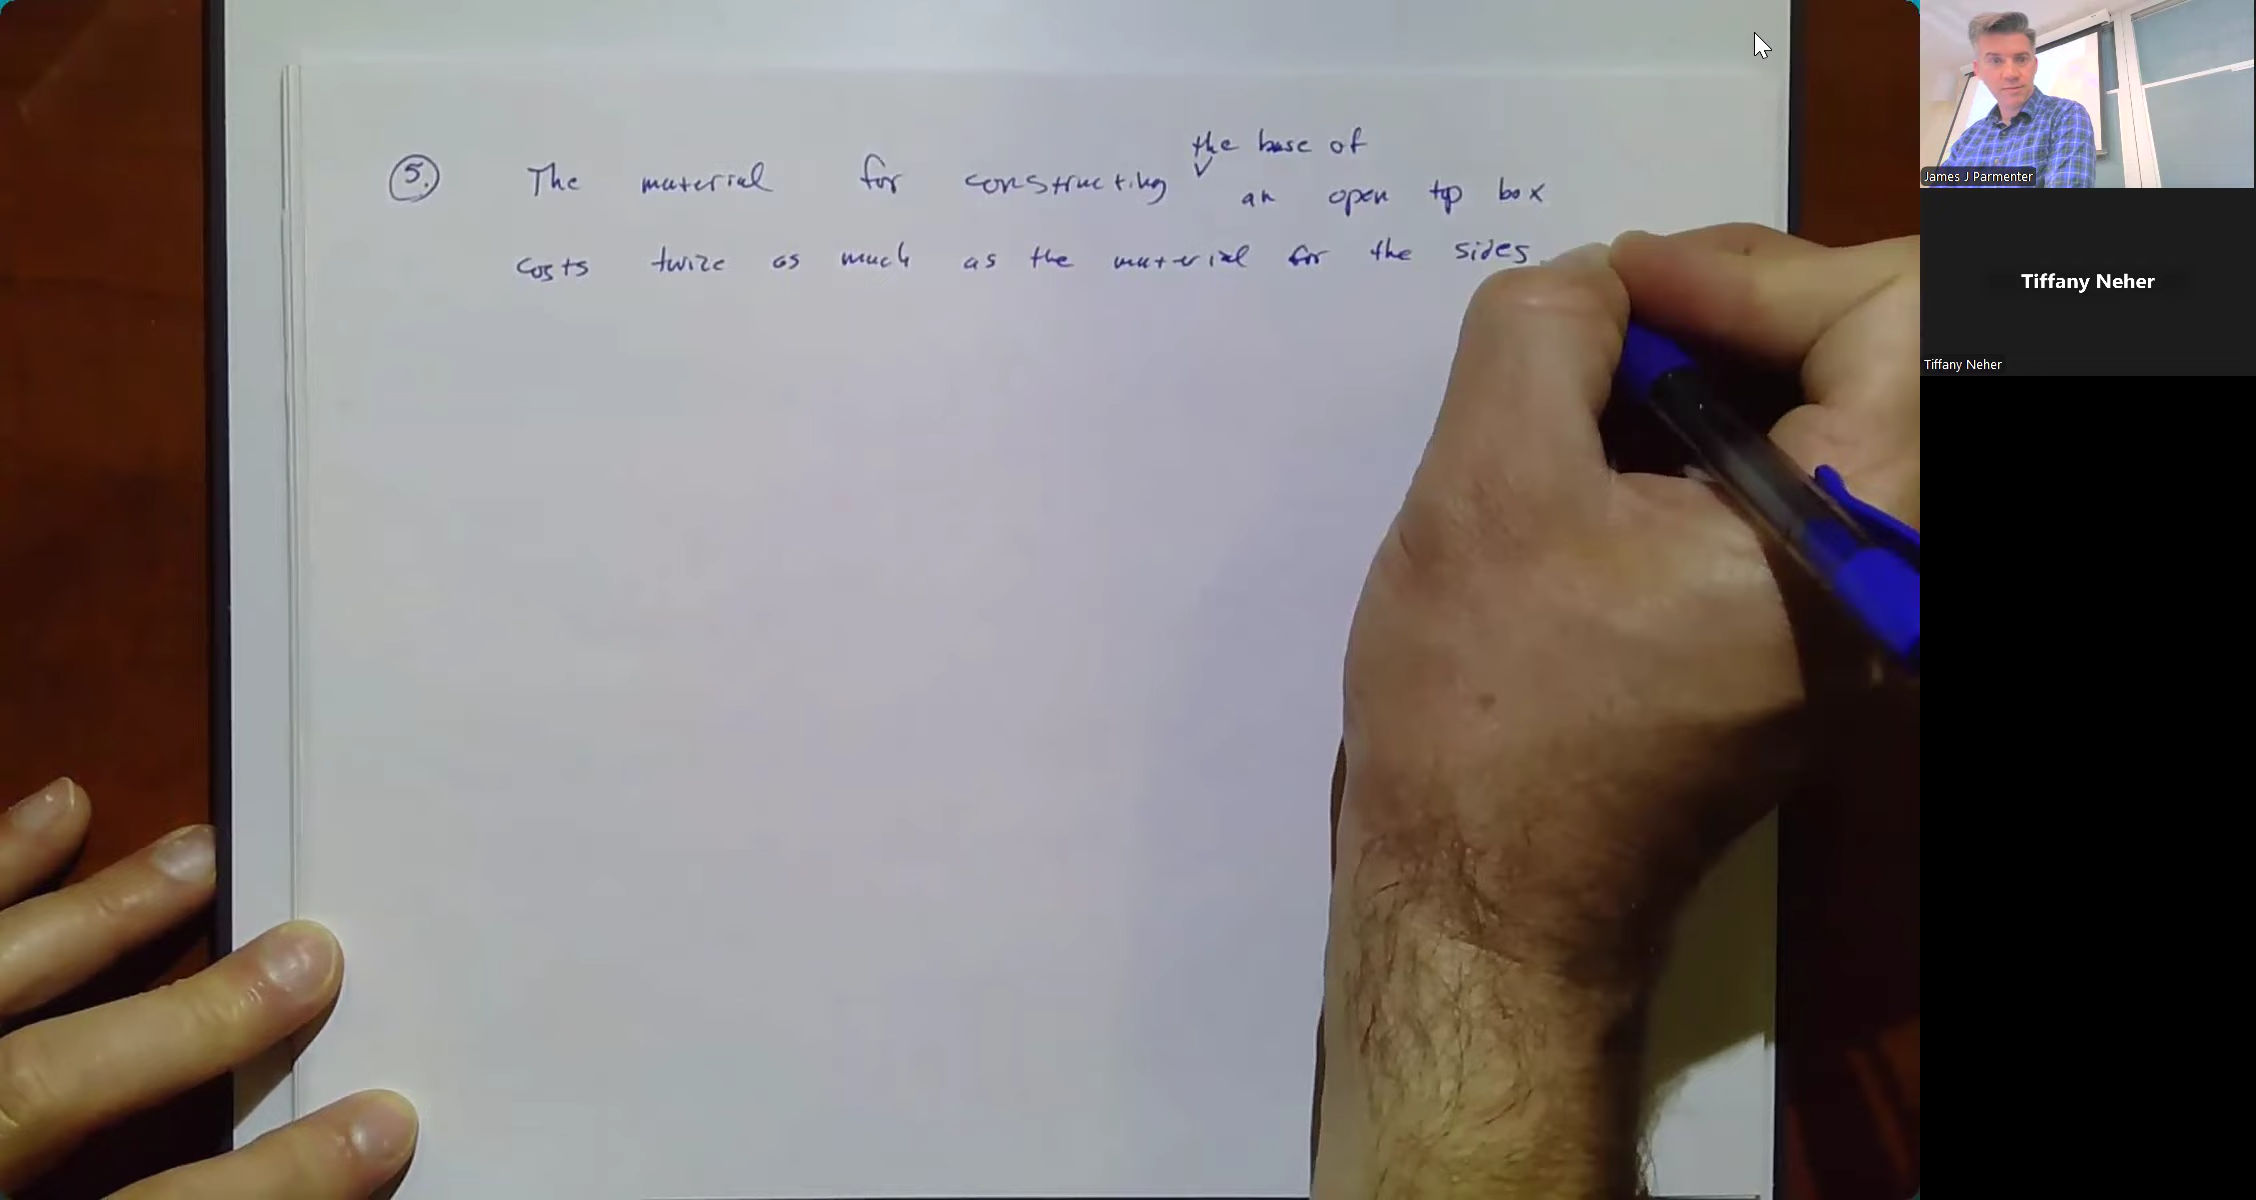 5. The material for constructing the base of an open top box
costs twice as much as the material for the sides.
James J Parmenter
Tiffany Neher
Tiffany Neher